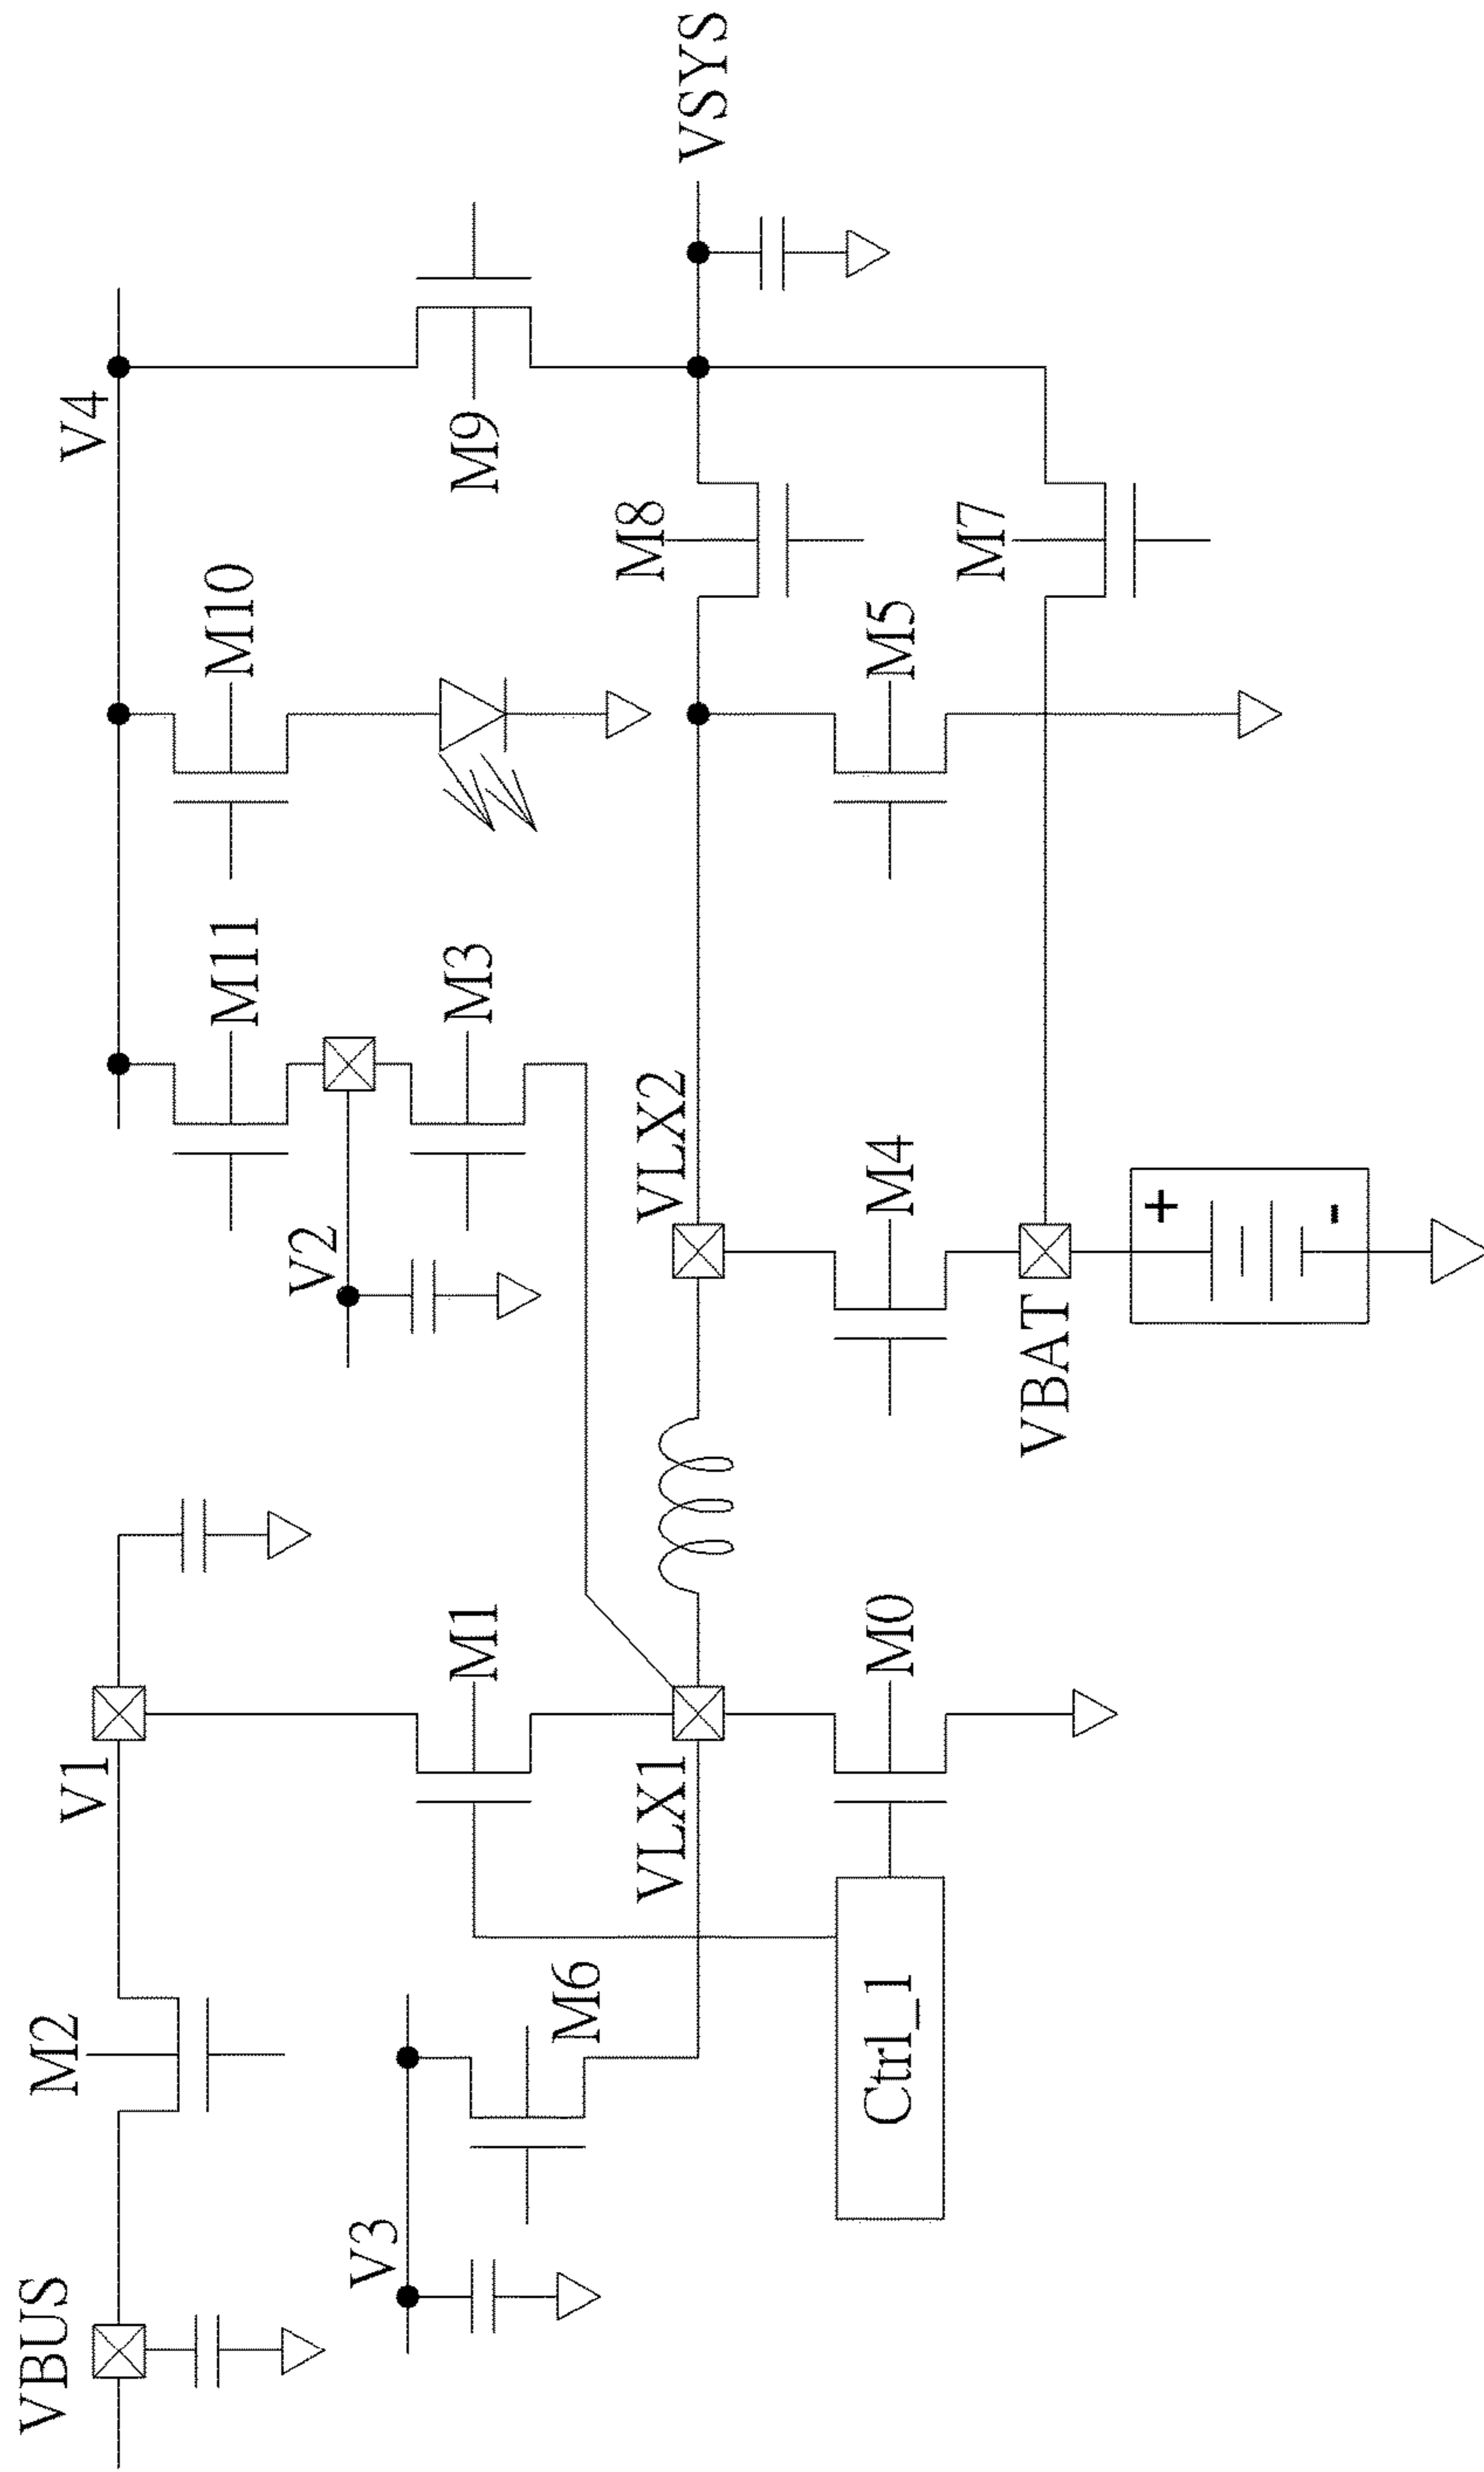 VBUS
M2
V1
V3
M6
M1
VLX1
Ctrl_1
M0
V2
M11
M3
M10
V4
M9
VLX2
M4
VBAT
+
-
M5
M8
M7
VSYS